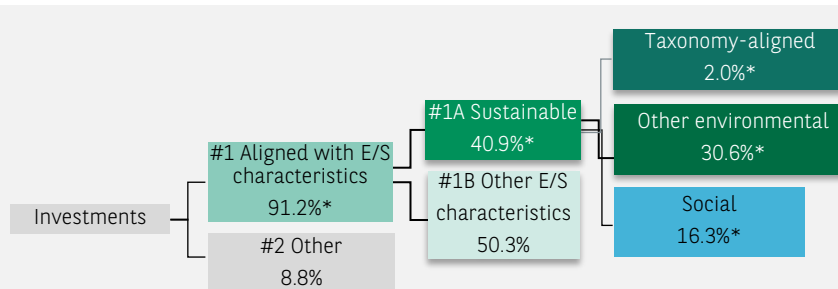 Investments
#1 Aligned with E/S
characteristics
91.2%*
#2 Other
8.8%
#1A Sustainable
40.9%*
#1B Other E/S
characteristics
50.3%
Taxonomy-aligned
2.0%*
Other environmental
30.6%*
Social
16.3%*